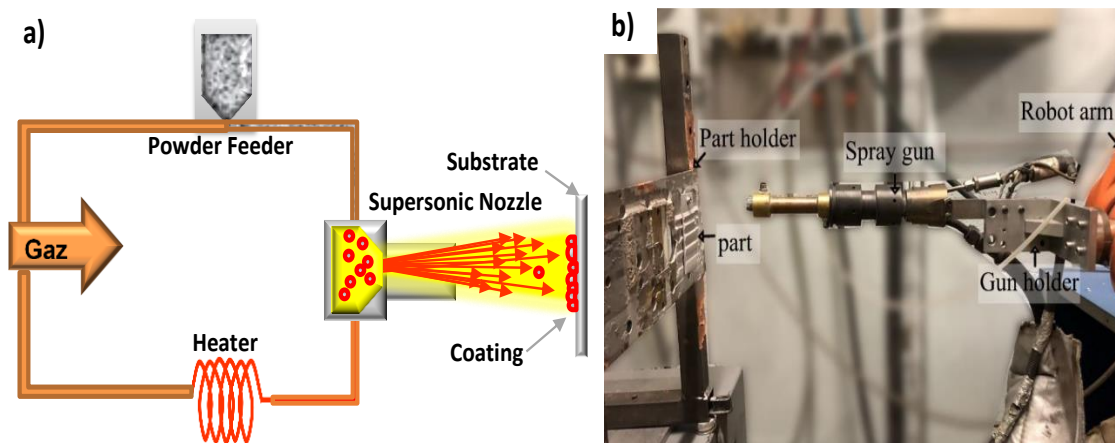 a)
Powder Feeder
Substrate
Supersonic Nozzle
Gaz
Heater
Coating
b)
Robot arm
Part holder
Spray gun
part
Gun holder